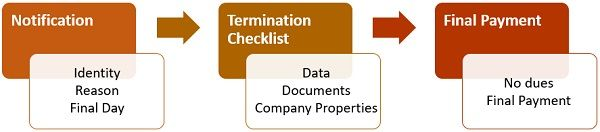 Notification
Identity
Reason
Final Day
Termination
Checklist
Data
Documents
Company Properties
Final Payment
No dues
Final Payment